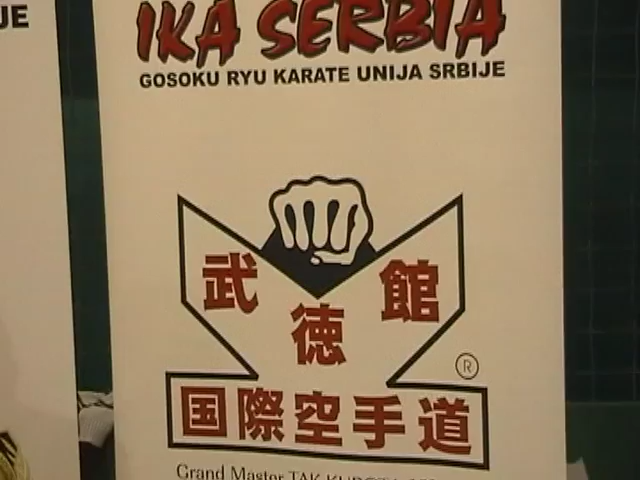 JE
IKA SERBIA
GOSOKU RYU KARATE UNIJA SRBIJE
武徳館
®
国際空手道
Grand Master TAK KUBOTA